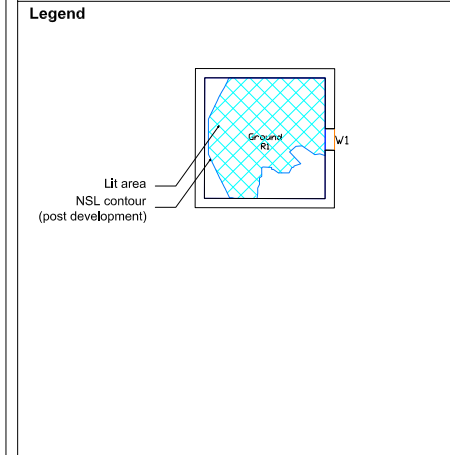 Legend
Ground
R1
W1
Lit area
NSL contour
(post development)